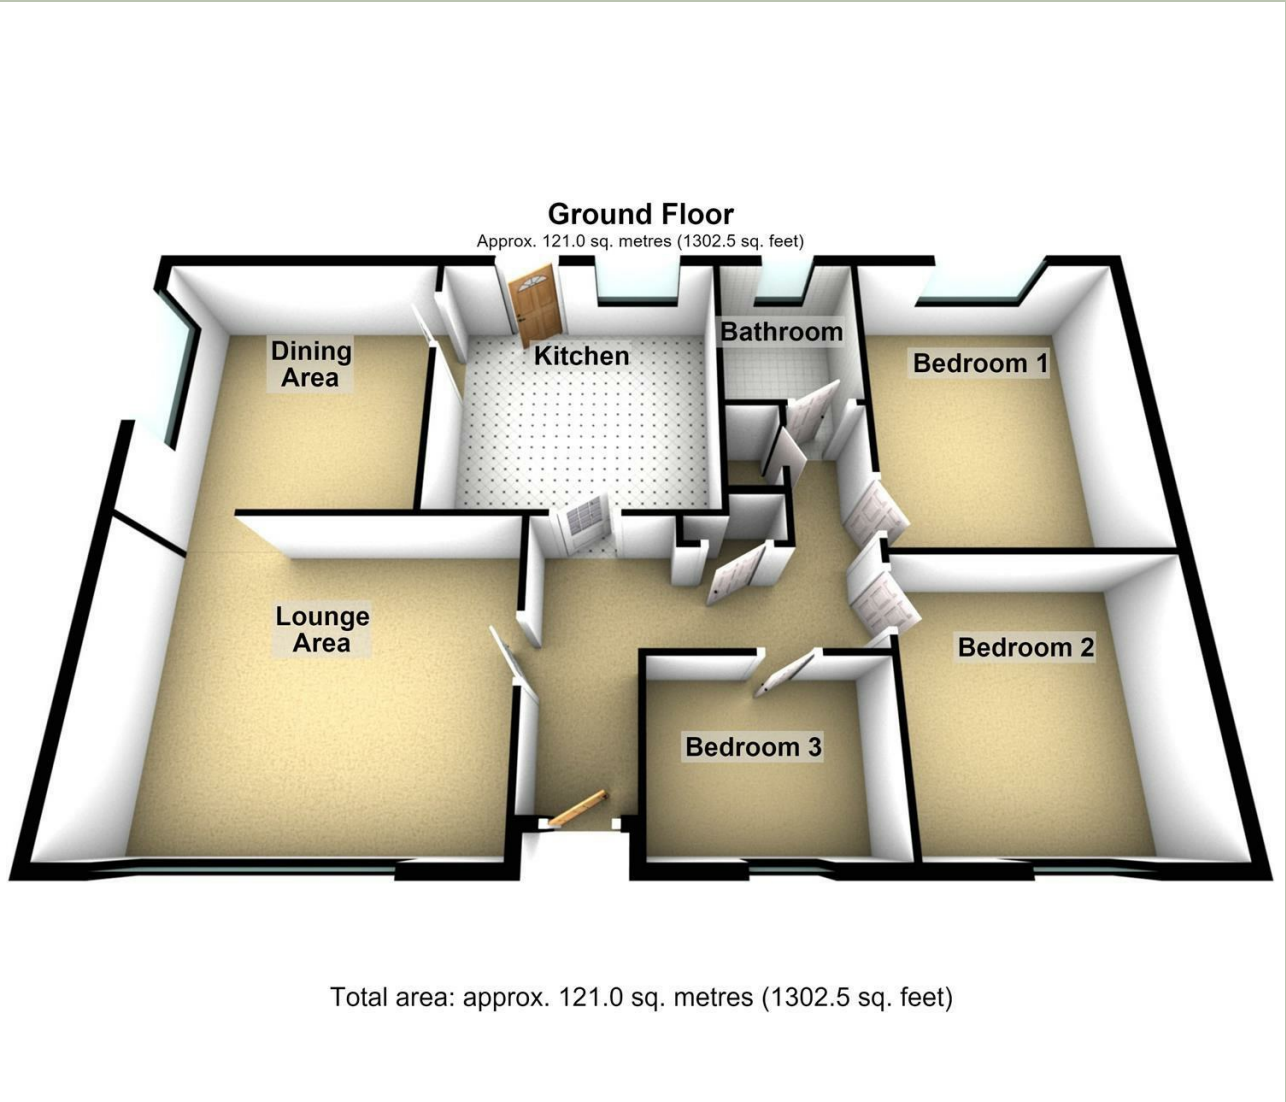 Ground Floor
Approx. 121.0 sq. metres (1302.5 sq. feet)
Dining
Area
Kitchen
Bathroom
Bedroom 1
Lounge
Area
Bedroom 2
Bedroom 3
Total area: approx. 121.0 sq. metres (1302.5 sq. feet)